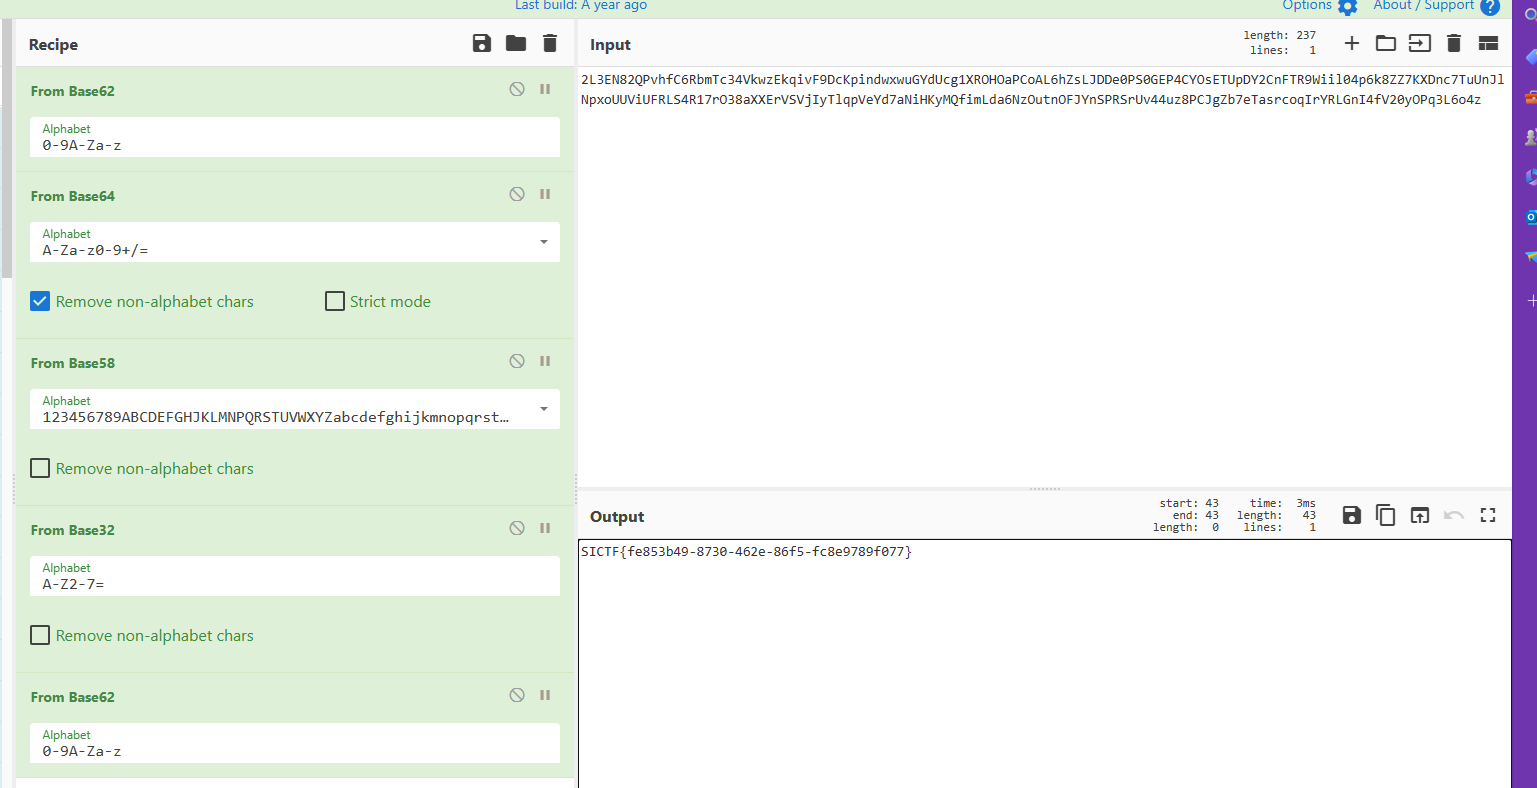 Last build: A year ago
Options
About / Support
?
Recipe
From Base62
Alphabet
0-9A-Za-z
From Base64
Alphabet
A-Za-z0-9+/=
Remove non-alphabet chars
Strict mode
From Base58
Alphabet
123456789ABCDEFGHJKLMNPQRSTUVWXYZabcdefghijkmnopqrst…
Remove non-alphabet chars
From Base32
Alphabet
A-Z2-7=
Remove non-alphabet chars
From Base62
Alphabet
0-9A-Za-z
Input
length: 237
lines: 1
2L3EN82QPvhfC6RbmTc34VkwzEkqivF9DcKpindwxwuGYdUcg1XROHOaPCoAL6hZsLJDDe0PS0GEP4CYOsETUpDY2CnFTR9Wiil04p6k8ZZ7KXDnc7TuUnJl
NpxoUUViUFRLS4R17rO38aXXErVSVjIyTlqpVeYd7aNiHKyMQfimLda6NzOutnOFJYnSPRSrUv44uz8PCJgZb7eTasrcoqIrYRLGnI4fV20yOPq3L6o4z
Output
start: 43
end: 43
length: 0
time: 3ms
length: 43
lines: 1
SICTF{fe853b49-8730-462e-86f5-fc8e9789f077}